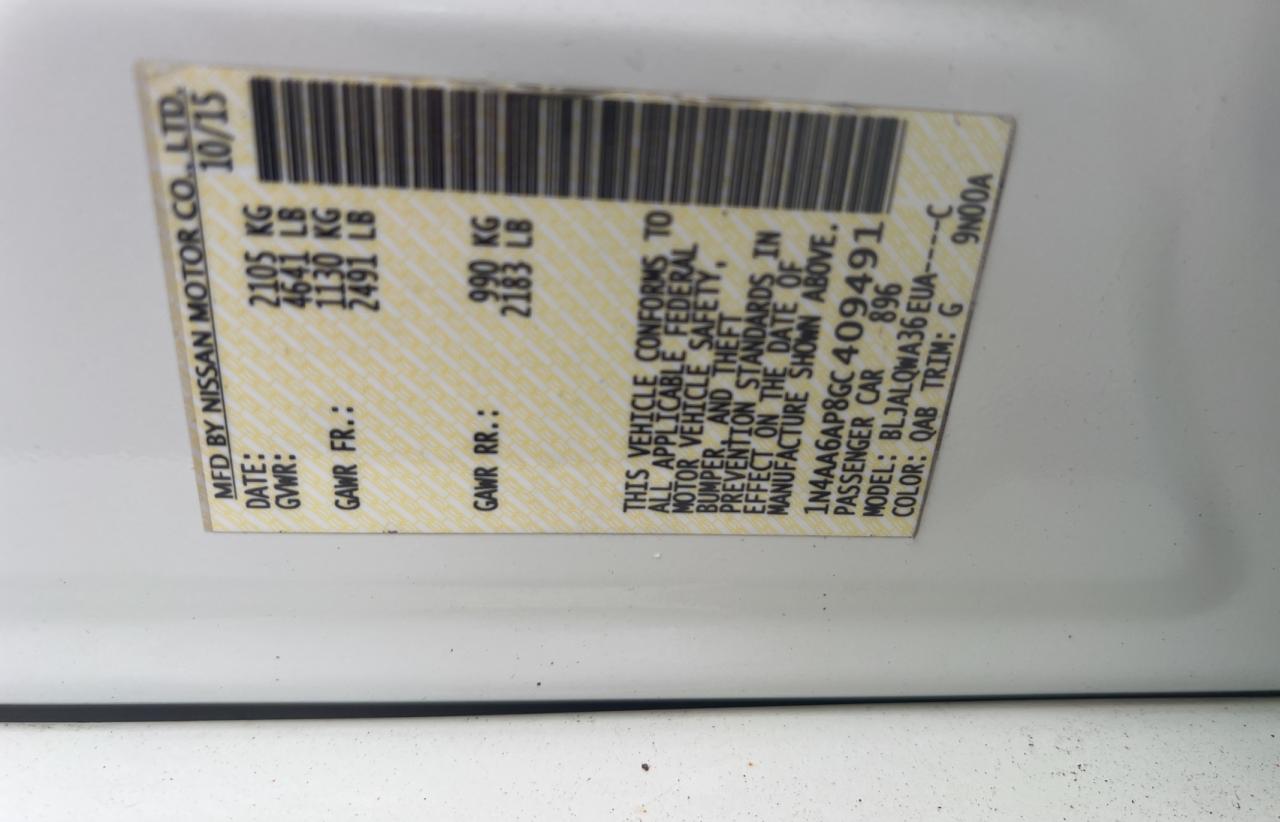 MFD BY NISSAN MOTOR CO., LTD.
DATE: 10/15
GVWR: 2105 KG
4641 LB
GAWR FR.: 1130 KG
2491 LB
GAWR RR.: 990 KG
2183 LB
THIS VEHICLE CONFORMS TO
ALL APPLICABLE FEDERAL
MOTOR VEHICLE SAFETY,
BUMPER, AND THEFT
PREVENTION STANDARDS IN
EFFECT ON THE DATE OF
MANUFACTURE SHOWN ABOVE.
1N4AA6AP8GC409491
PASSENGER CAR 896
MODEL: BLJALQWA36EUA-----C
COLOR: QAB TRIM: G 9N00A